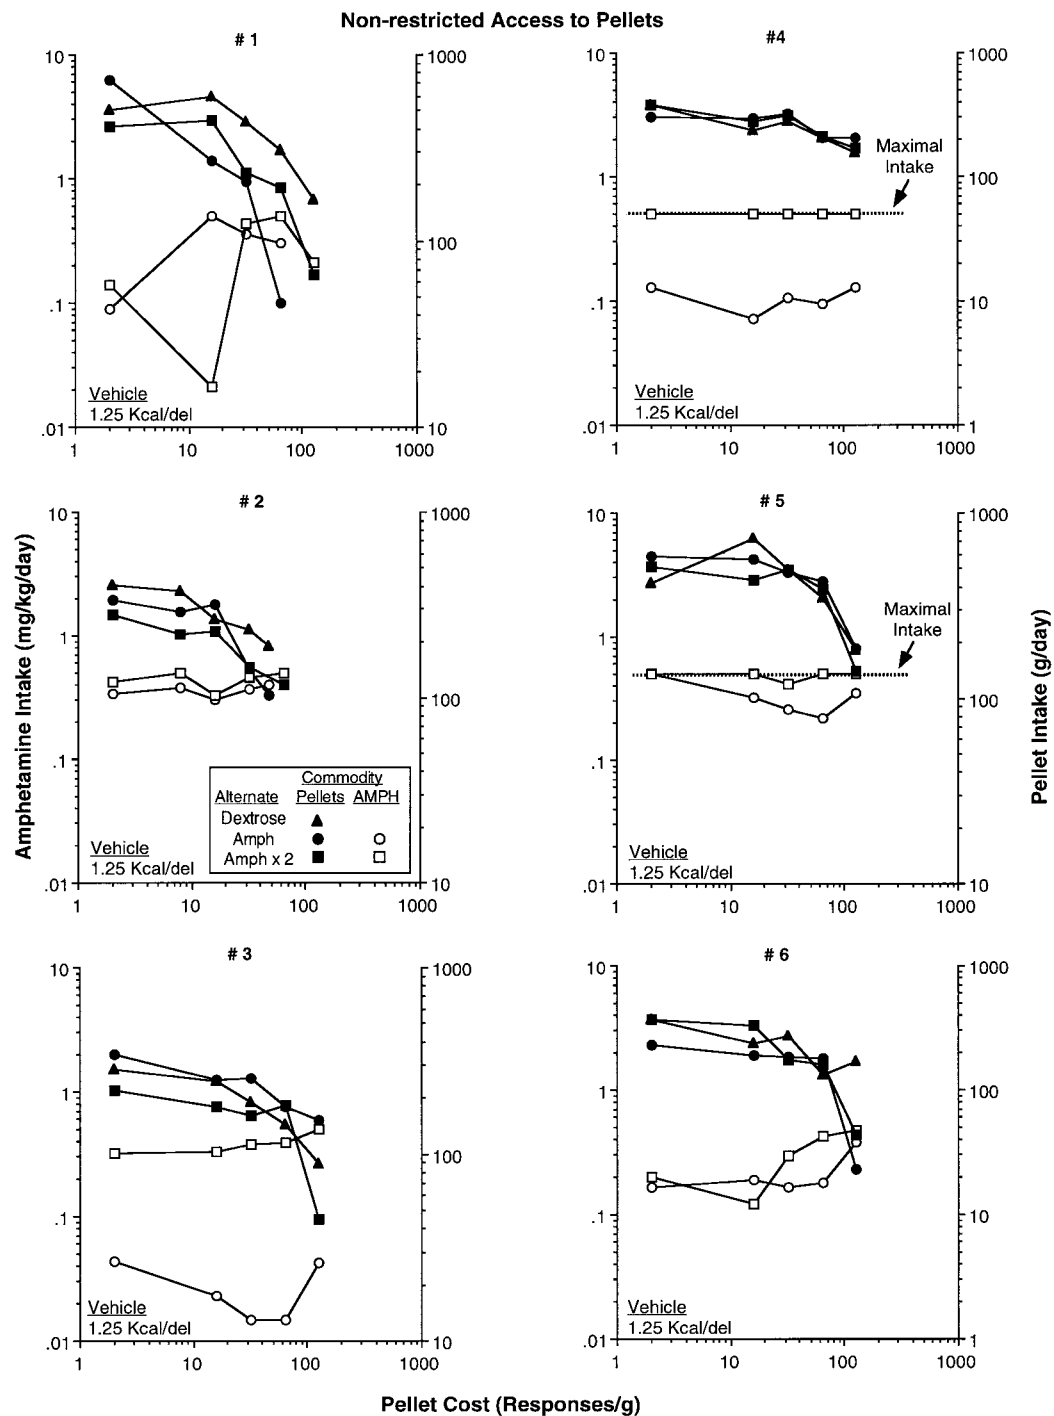 Non-restricted Access to Pellets
# 1
10
1
.1
.01
1000
100
10
Vehicle
1.25 Kcal/del
1
10
100
1000
#4
10
1
.1
.01
1000
100
10
1
Maximal
Intake
Vehicle
1.25 Kcal/del
1
10
100
1000
# 2
10
1
.1
.01
1000
100
10
Commodity
Alternate Pellets AMPH
Dextrose
Amph
Amph x 2
Vehicle
1.25 Kcal/del
1
10
100
1000
# 5
10
1
.1
.01
1000
100
10
Maximal
Intake
Vehicle
1.25 Kcal/del
1
10
100
1000
# 3
10
1
.1
.01
1000
100
10
Vehicle
1.25 Kcal/del
1
10
100
1000
# 6
10
1
.1
.01
1000
100
10
1
Vehicle
1.25 Kcal/del
1
10
100
1000
Amphetamine Intake (mg/kg/day)
Pellet Intake (g/day)
Pellet Cost (Responses/g)